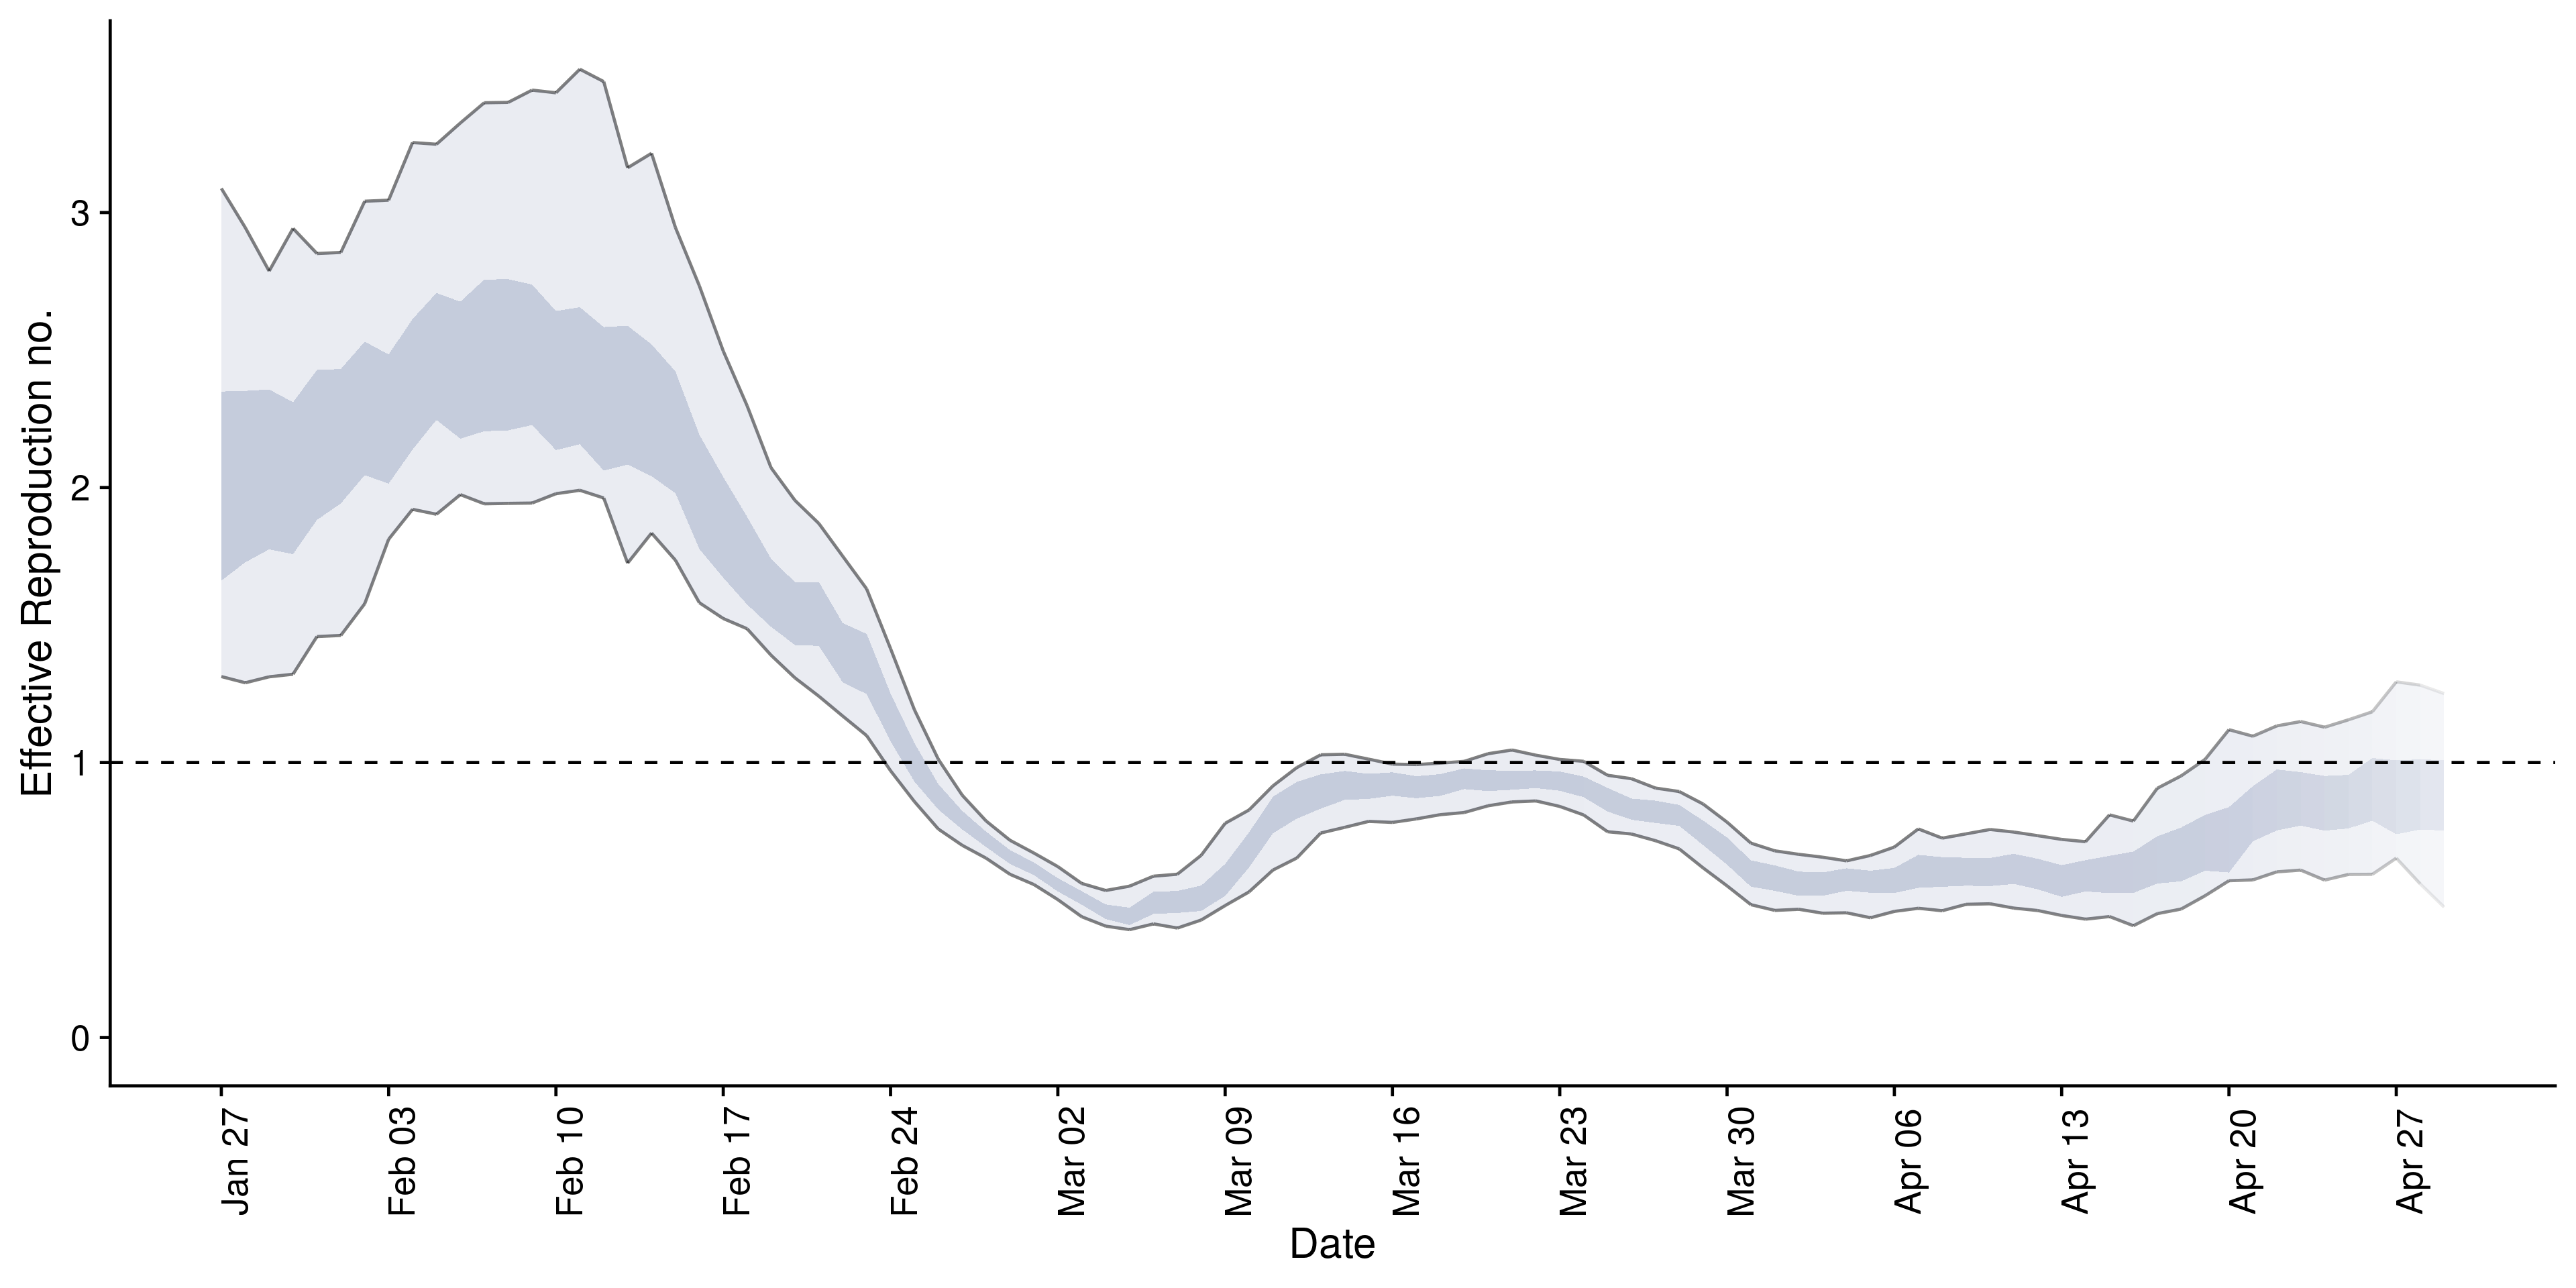 Effective Reproduction no.
3
2
1
0
Jan 27
Feb 03
Feb 10
Feb 17
Feb 24
Mar 02
Mar 09
Mar 16
Mar 23
Mar 30
Apr 06
Apr 13
Apr 20
Apr 27
Date